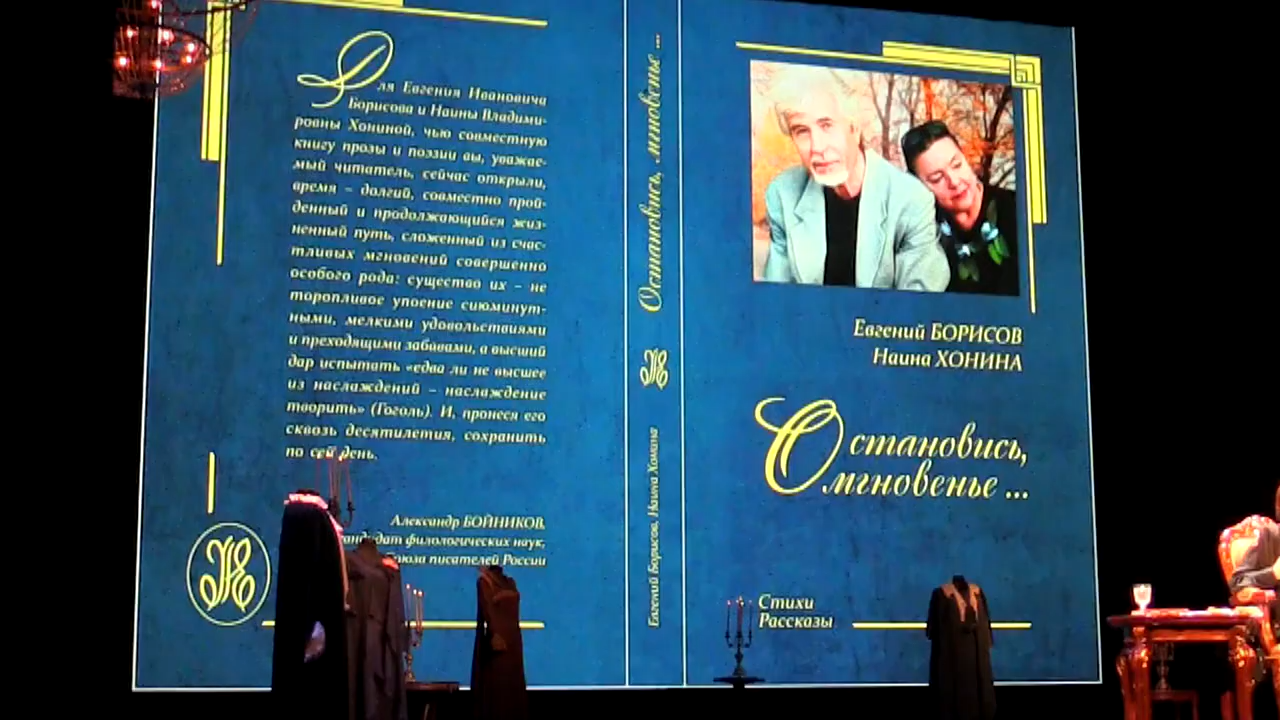 Для Евгения Ивановича
Борисова и Наины Владими-
ровны Хониной, чью совместную
книгу прозы и поэзии вы, уважае-
мый читатель, сейчас открыли,
время – долгий, совместно прой-
денный и продолжающийся жиз-
ненный путь, сложенный из счас-
тливых мгновений совершенно
особого рода: существо их – не
торопливое упоение сиюминут-
ными, мелкими удовольствиями
и преходящими забавами, а высший
дар испытать «едва ли не высшее
из наслаждений – наслаждение
творить» (Гоголь). И, пронеся его
сквозь десятилетия, сохранить
по сей день.
Александр БОЙНИКОВ,
кандидат филологических наук,
Союза писателей России
Остановись, мгновенье ...
Евгений Борисов, Наина Хонина
Евгений БОРИСОВ
Наина ХОНИНА
Остановись,
мгновенье ...
Стихи
Рассказы